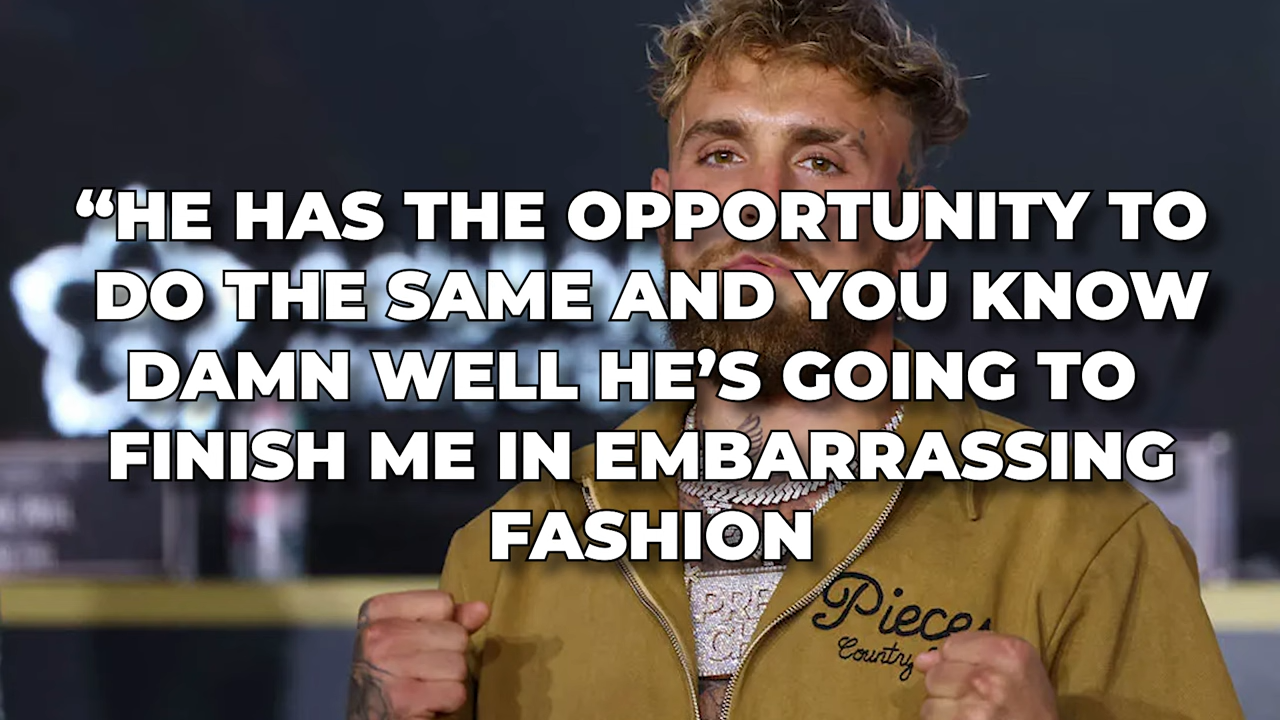 “HE HAS THE OPPORTUNITY TO
DO THE SAME AND YOU KNOW
DAMN WELL HE’S GOING TO
FINISH ME IN EMBARRASSING
FASHION
PRE
Pieces
Country